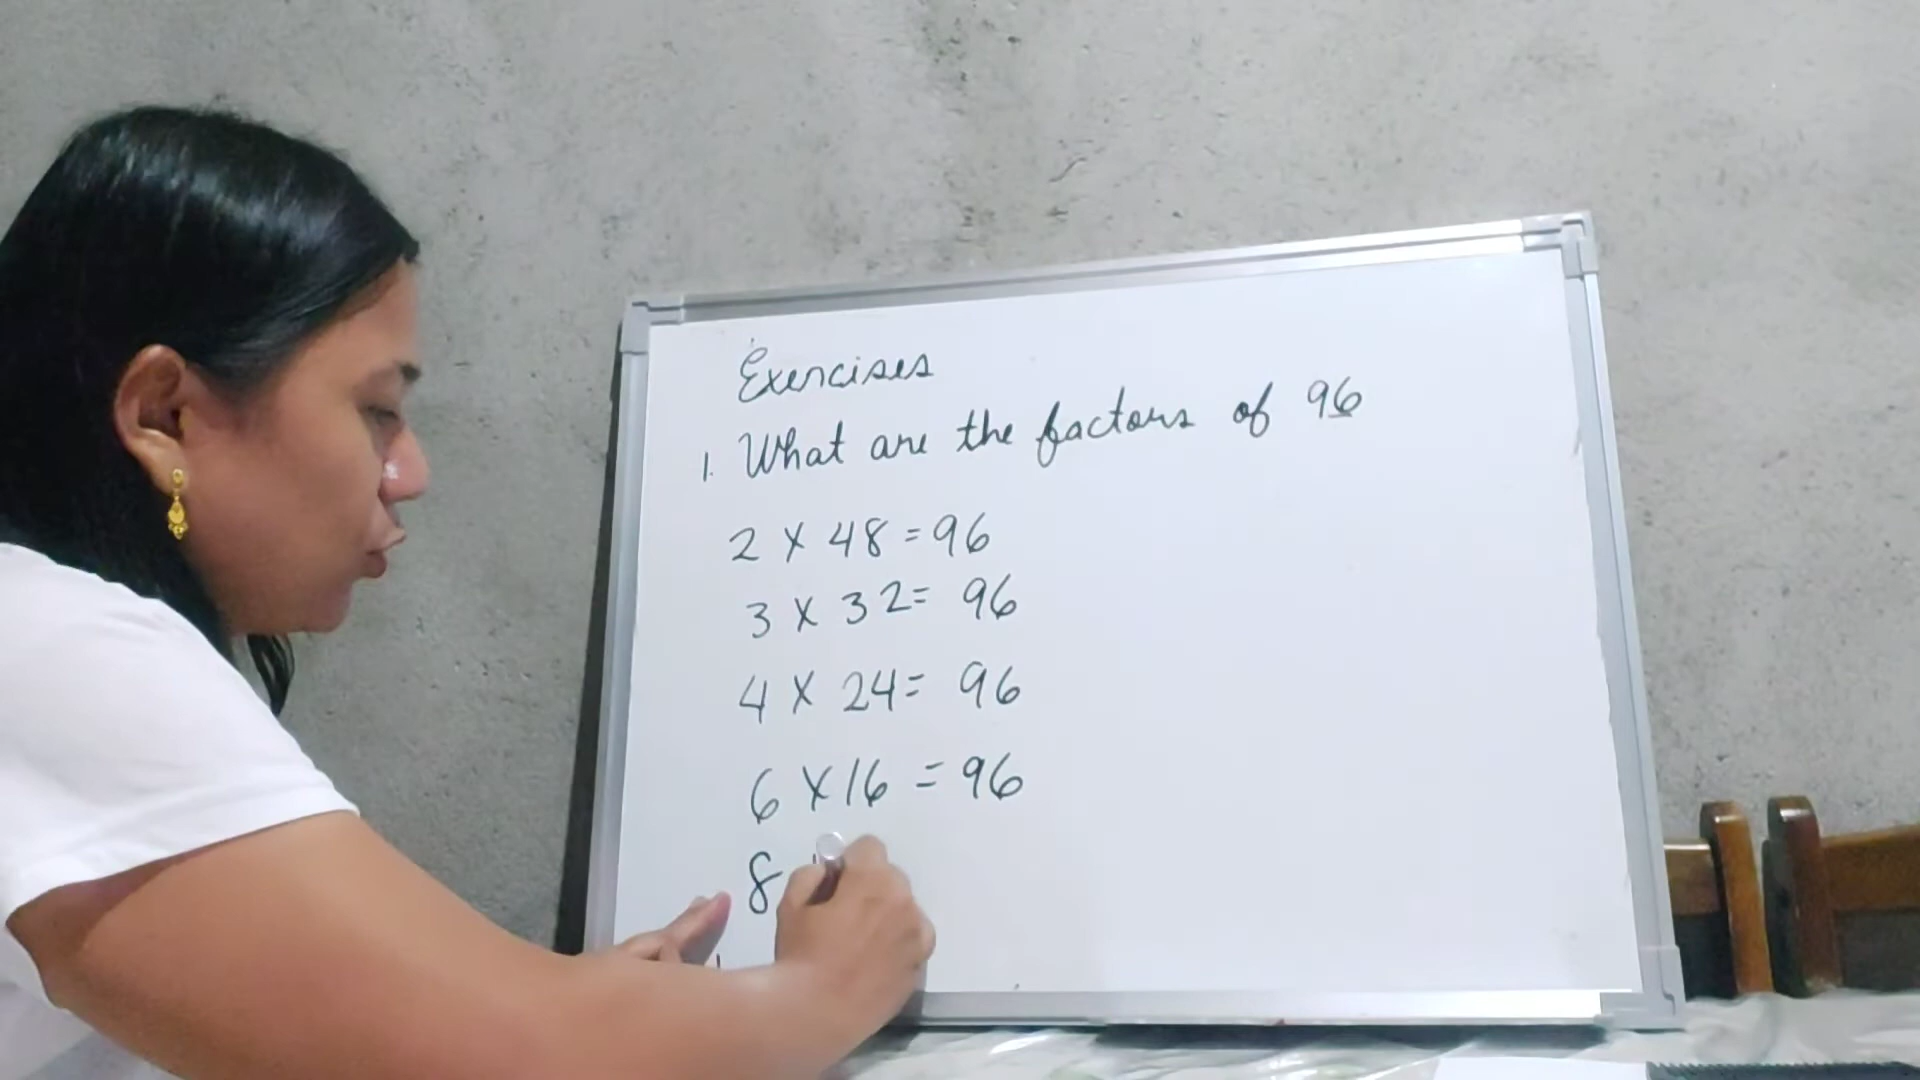 Exercises
1. What are the factors of 96
2 X 48 = 96
3 X 32 = 96
4 X 24 = 96
6 X 16 = 96
8